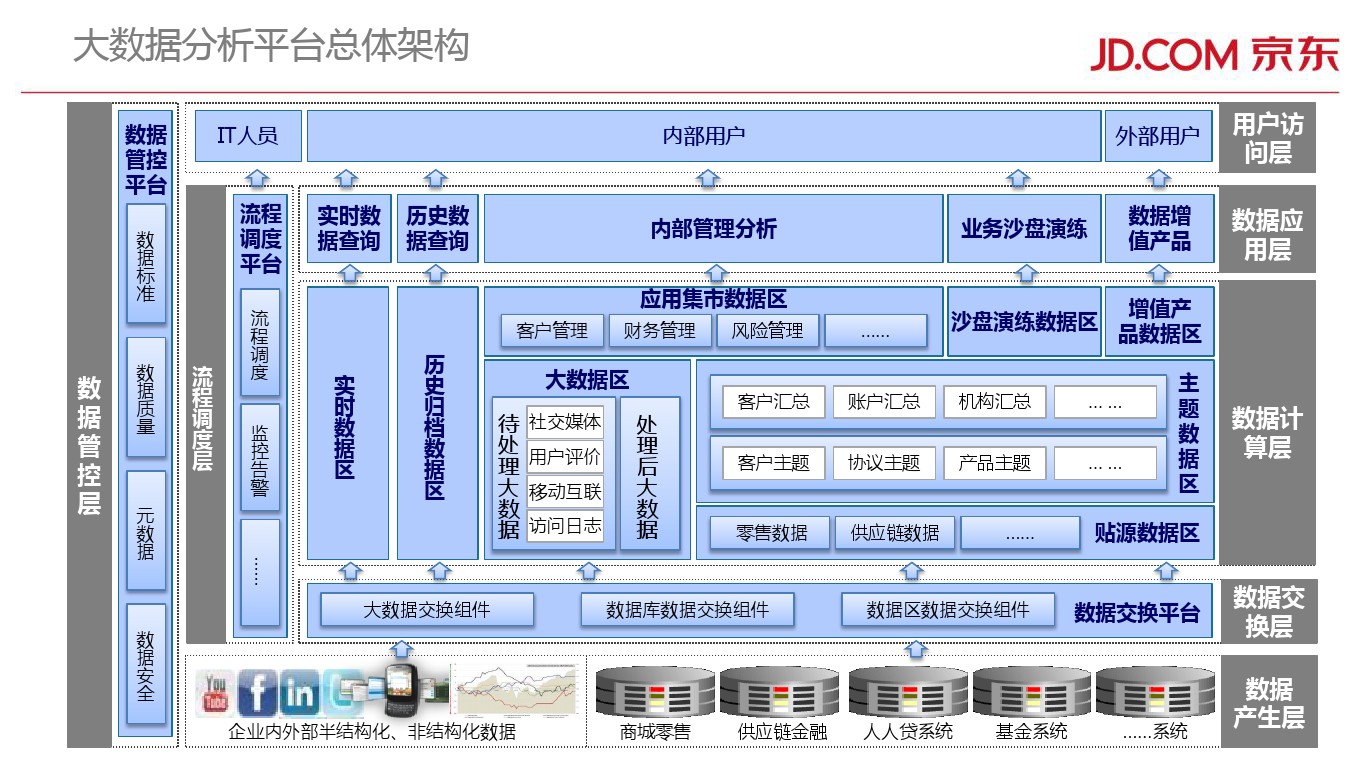 大数据分析平台总体架构
JD.COM 京东
数据管控层
数据
管控
平台
数据标准
数据质量
元数据
数据安全
IT人员
内部用户
外部用户
用户访
问层
流程调度层
流程
调度
平台
流程调度
监控告警
……
实时数
据查询
历史数
据查询
内部管理分析
业务沙盘演练
数据增
值产品
数据应
用层
实时数据区
历史归档数据区
应用集市数据区
客户管理
财务管理
风险管理
……
沙盘演练数据区
增值产
品数据区
大数据区
待处理大数据
社交媒体
用户评价
移动互联
访问日志
处理后大数据
客户汇总
账户汇总
机构汇总
… …
客户主题
协议主题
产品主题
… …
主题数据区
零售数据
供应链数据
……
贴源数据区
数据计
算层
大数据交换组件
数据库数据交换组件
数据区数据交换组件
数据交换平台
数据交
换层
You
Tube
f
in
企业内外部半结构化、非结构化数据
商城零售
供应链金融
人人贷系统
基金系统
……系统
数据
产生层